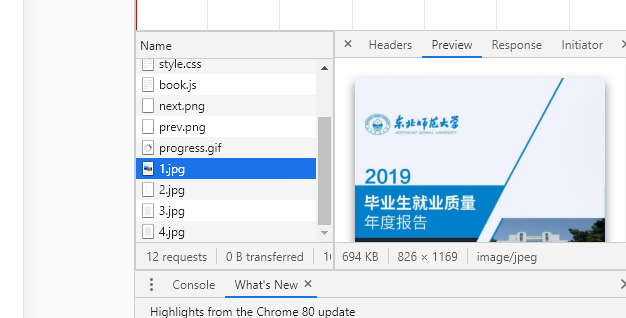 Name
style.css
book.js
next.png
prev.png
progress.gif
1.jpg
2.jpg
3.jpg
4.jpg
12 requests 0 B transferred
× Headers Preview Response Initiator
东北师范大学
NORTHEAST NORMAL UNIVERSITY
2019
毕业生就业质量
年度报告
694 KB 826 × 1169 image/jpeg
Console What's New ×
Highlights from the Chrome 80 update